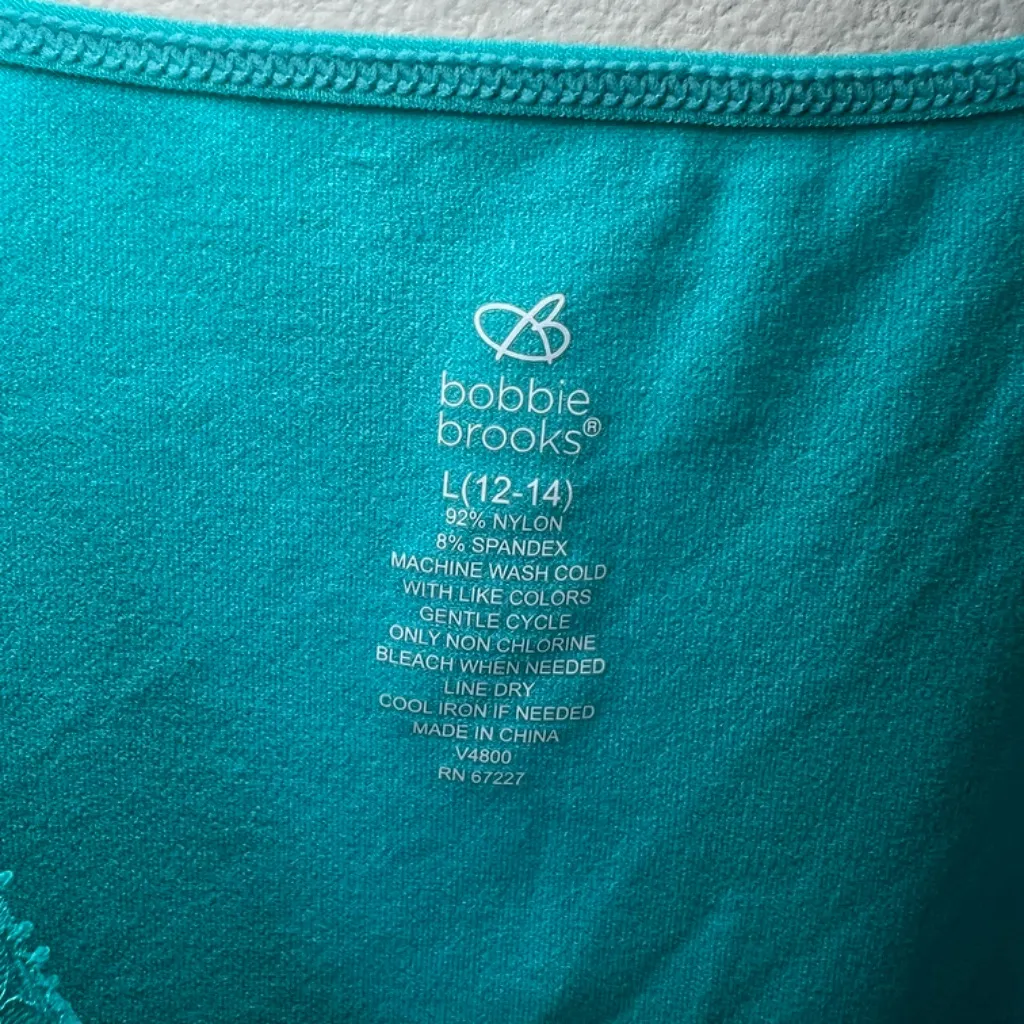 bobbie
brooks®
L(12-14)
92% NYLON
8% SPANDEX
MACHINE WASH COLD
WITH LIKE COLORS
GENTLE CYCLE
ONLY NON CHLORINE
BLEACH WHEN NEEDED
LINE DRY
COOL IRON IF NEEDED
MADE IN CHINA
V4800
RN 67227